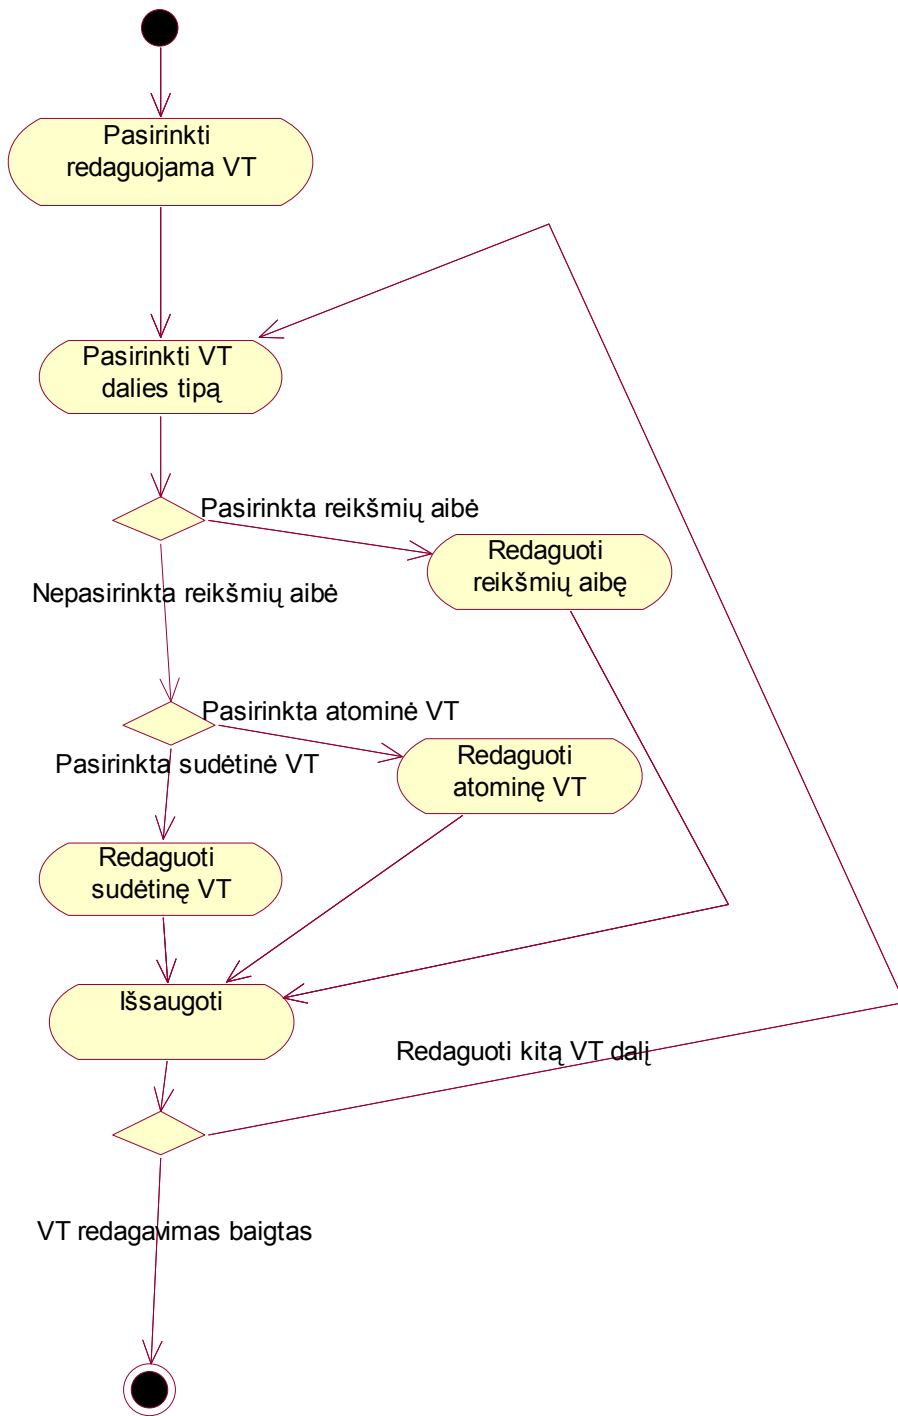 Pasirinkti
redaguojama VT
Pasirinkti VT
dalies tipą
Pasirinkta reikšmių aibė
Redaguoti
reikšmių aibę
Nepasirinkta reikšmių aibė
Pasirinkta atominė VT
Redaguoti
atominę VT
Pasirinkta sudėtinė VT
Redaguoti
sudėtinę VT
Išsaugoti
Redaguoti kitą VT dalį
VT redagavimas baigtas